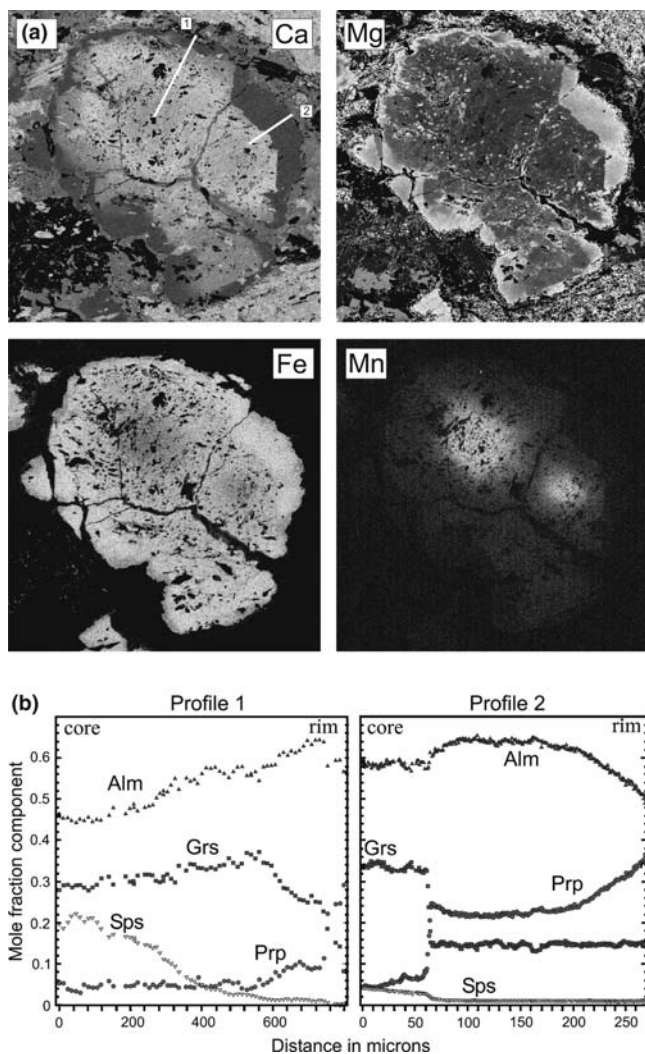 (a) Ca Mg
1
2
Fe Mn
(b) Profile 1 Profile 2
core rim core rim
0.6
0.5
0.4
0.3
0.2
0.1
0
Mole fraction component
Alm
Grs
Sps
Prp
Alm
Grs
Prp
Sps
0 200 400 600 0 50 100 150 200 250
Distance in microns